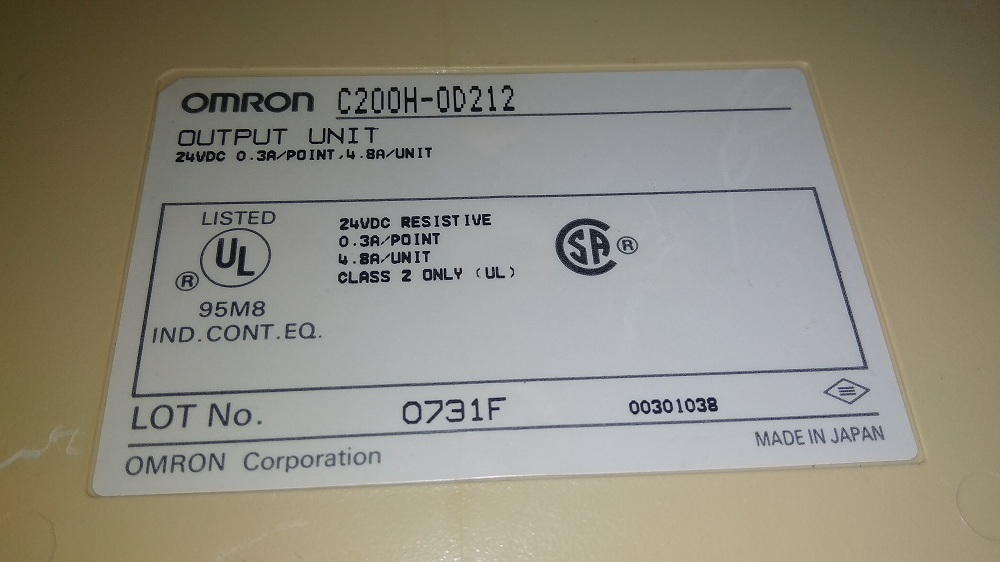 OMRON C200H-OD212
OUTPUT UNIT
24VDC 0.3A/POINT,4.8A/UNIT
LISTED
UL
®
95M8
IND.CONT.EQ.
24VDC RESISTIVE
0.3A/POINT
4.8A/UNIT
CLASS 2 ONLY (UL)
CSA ®
LOT No. 0731F 00301038
OMRON Corporation MADE IN JAPAN